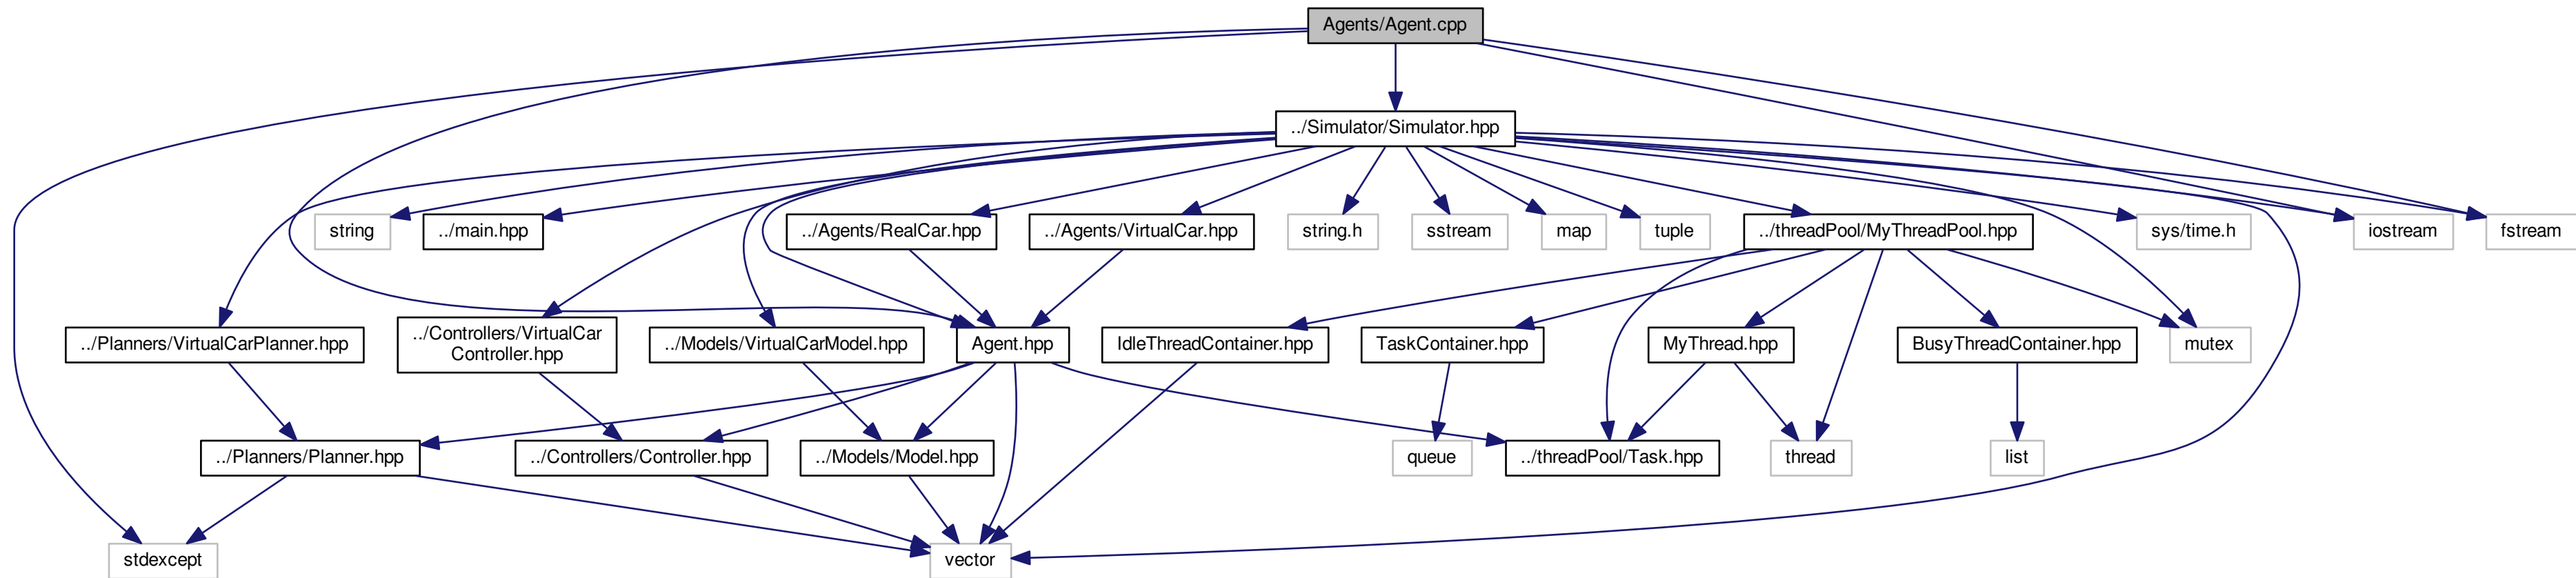 Agents/Agent.cpp
../Simulator/Simulator.hpp
string
../main.hpp
../Agents/RealCar.hpp
../Agents/VirtualCar.hpp
string.h
sstream
map
tuple
../threadPool/MyThreadPool.hpp
sys/time.h
iostream
fstream
../Planners/VirtualCarPlanner.hpp
../Controllers/VirtualCar
Controller.hpp
../Models/VirtualCarModel.hpp
Agent.hpp
IdleThreadContainer.hpp
TaskContainer.hpp
MyThread.hpp
BusyThreadContainer.hpp
mutex
../Planners/Planner.hpp
../Controllers/Controller.hpp
../Models/Model.hpp
queue
../threadPool/Task.hpp
thread
list
stdexcept
vector